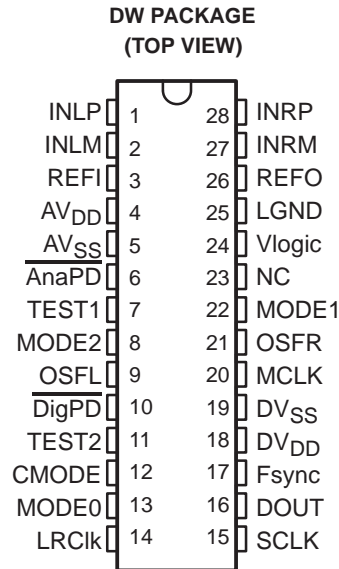 DW PACKAGE
(TOP VIEW)
INLP 1 28 INRP
INLM 2 27 INRM
REFI 3 26 REFO
AVDD 4 25 LGND
AVSS 5 24 Vlogic
AnaPD 6 23 NC
TEST1 7 22 MODE1
MODE2 8 21 OSFR
OSFL 9 20 MCLK
DigPD 10 19 DVSS
TEST2 11 18 DVDD
CMODE 12 17 Fsync
MODE0 13 16 DOUT
LRClk 14 15 SCLK